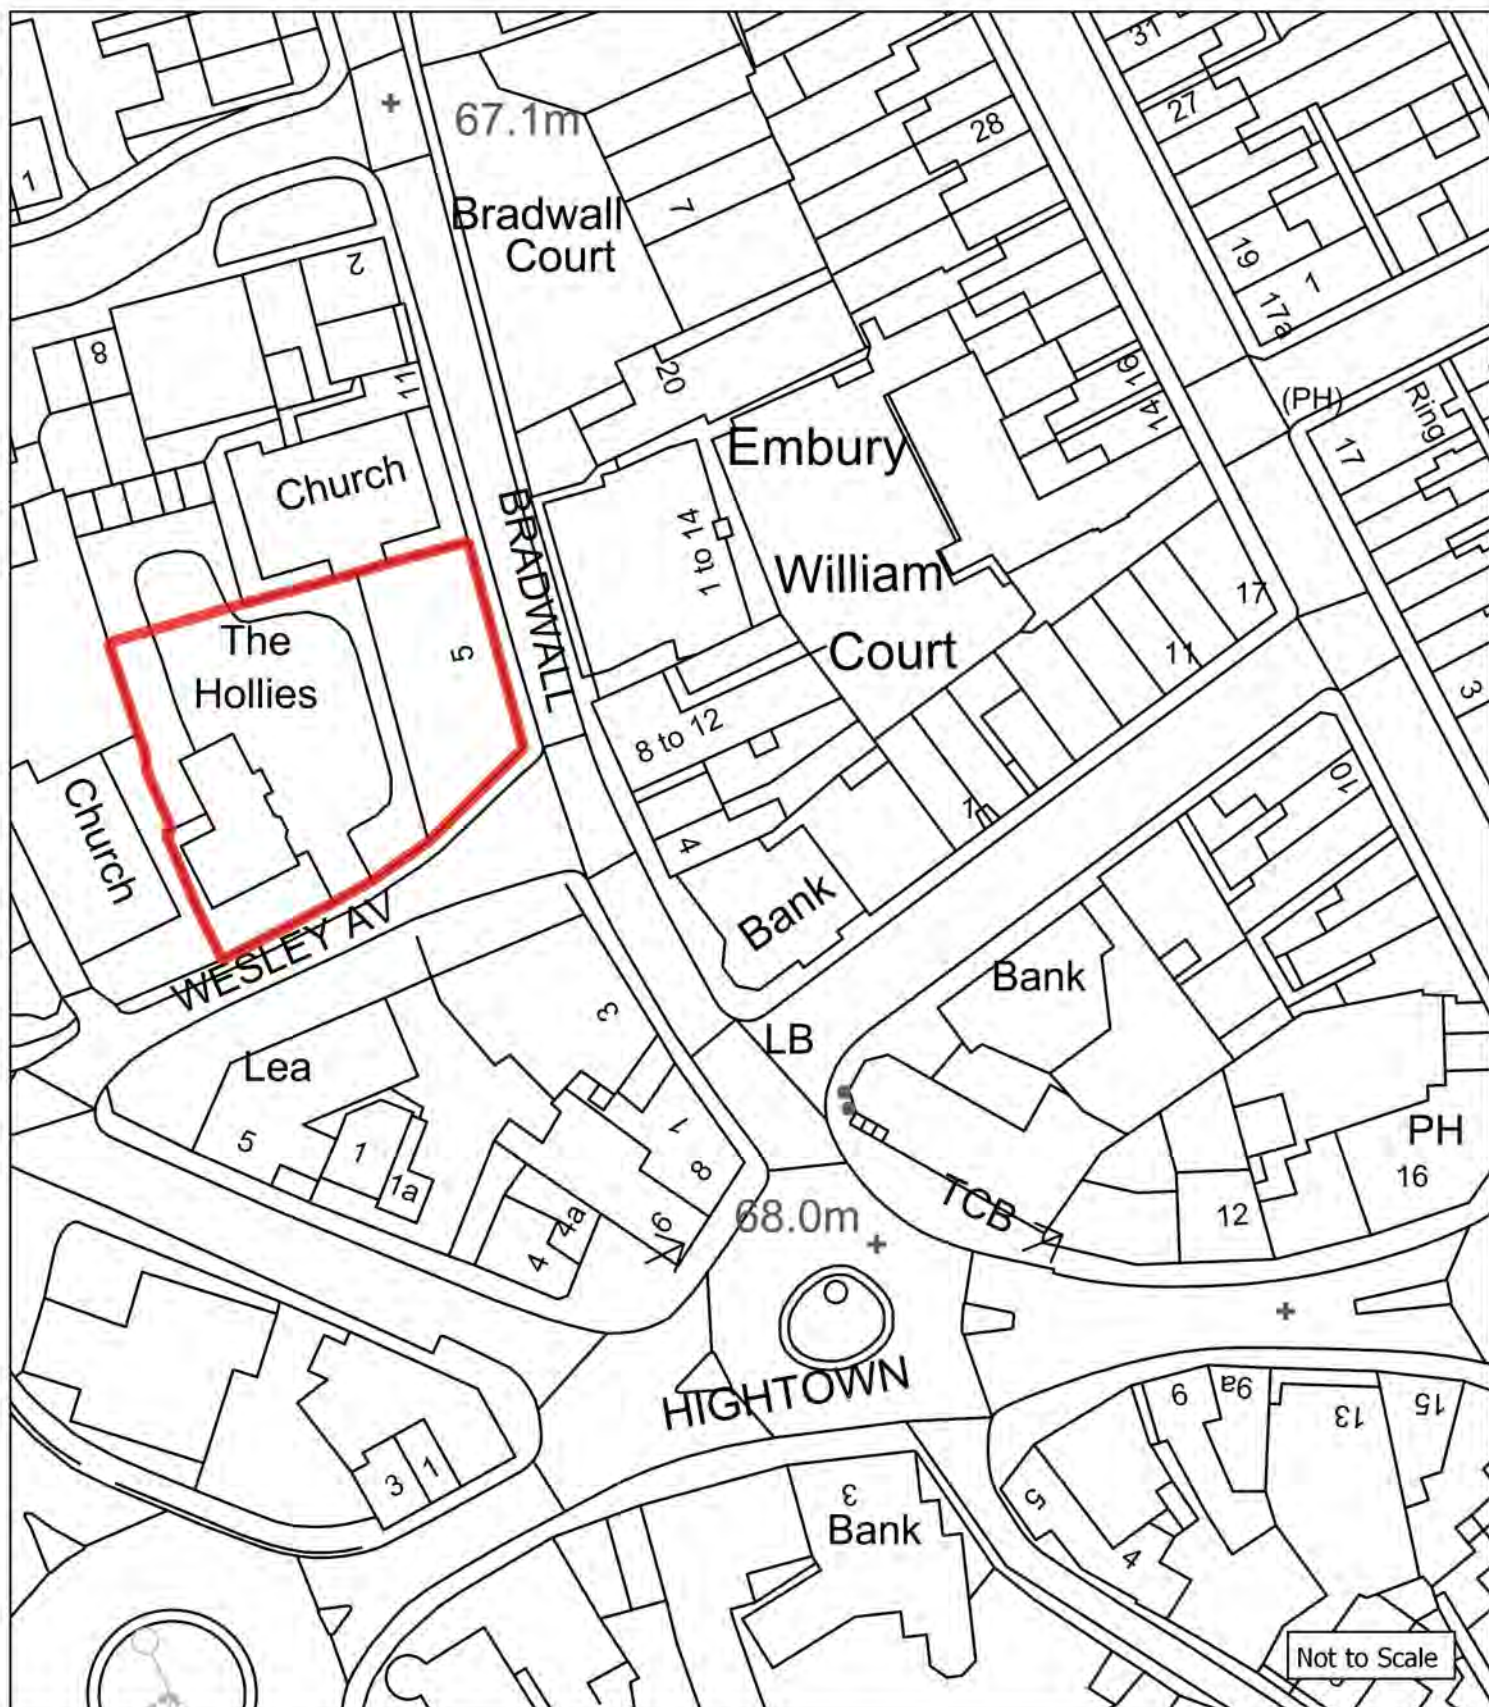 31
27
67.1m
28
1
Bradwall
Court
7
2
19
1
17a
8
11
20
16
14
(PH)
Ring
17
Embury
Church
BRADWALL
1 to 14
William
17
The
Hollies
5
Court
11
3
8 to 12
Church
4
1
10
Bank
WESLEY AV
Bank
3
LB
Lea
5
1
1a
1
8
PH
16
68.0m
TCB
12
4
4a
6
HIGHTOWN
9
9a
13
15
3
1
3
Bank
5
4
Not to Scale